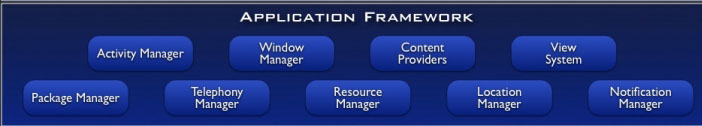 APPLICATION FRAMEWORK
Activity Manager
Window
Manager
Content
Providers
View
System
Package Manager
Telephony
Manager
Resource
Manager
Location
Manager
Notification
Manager